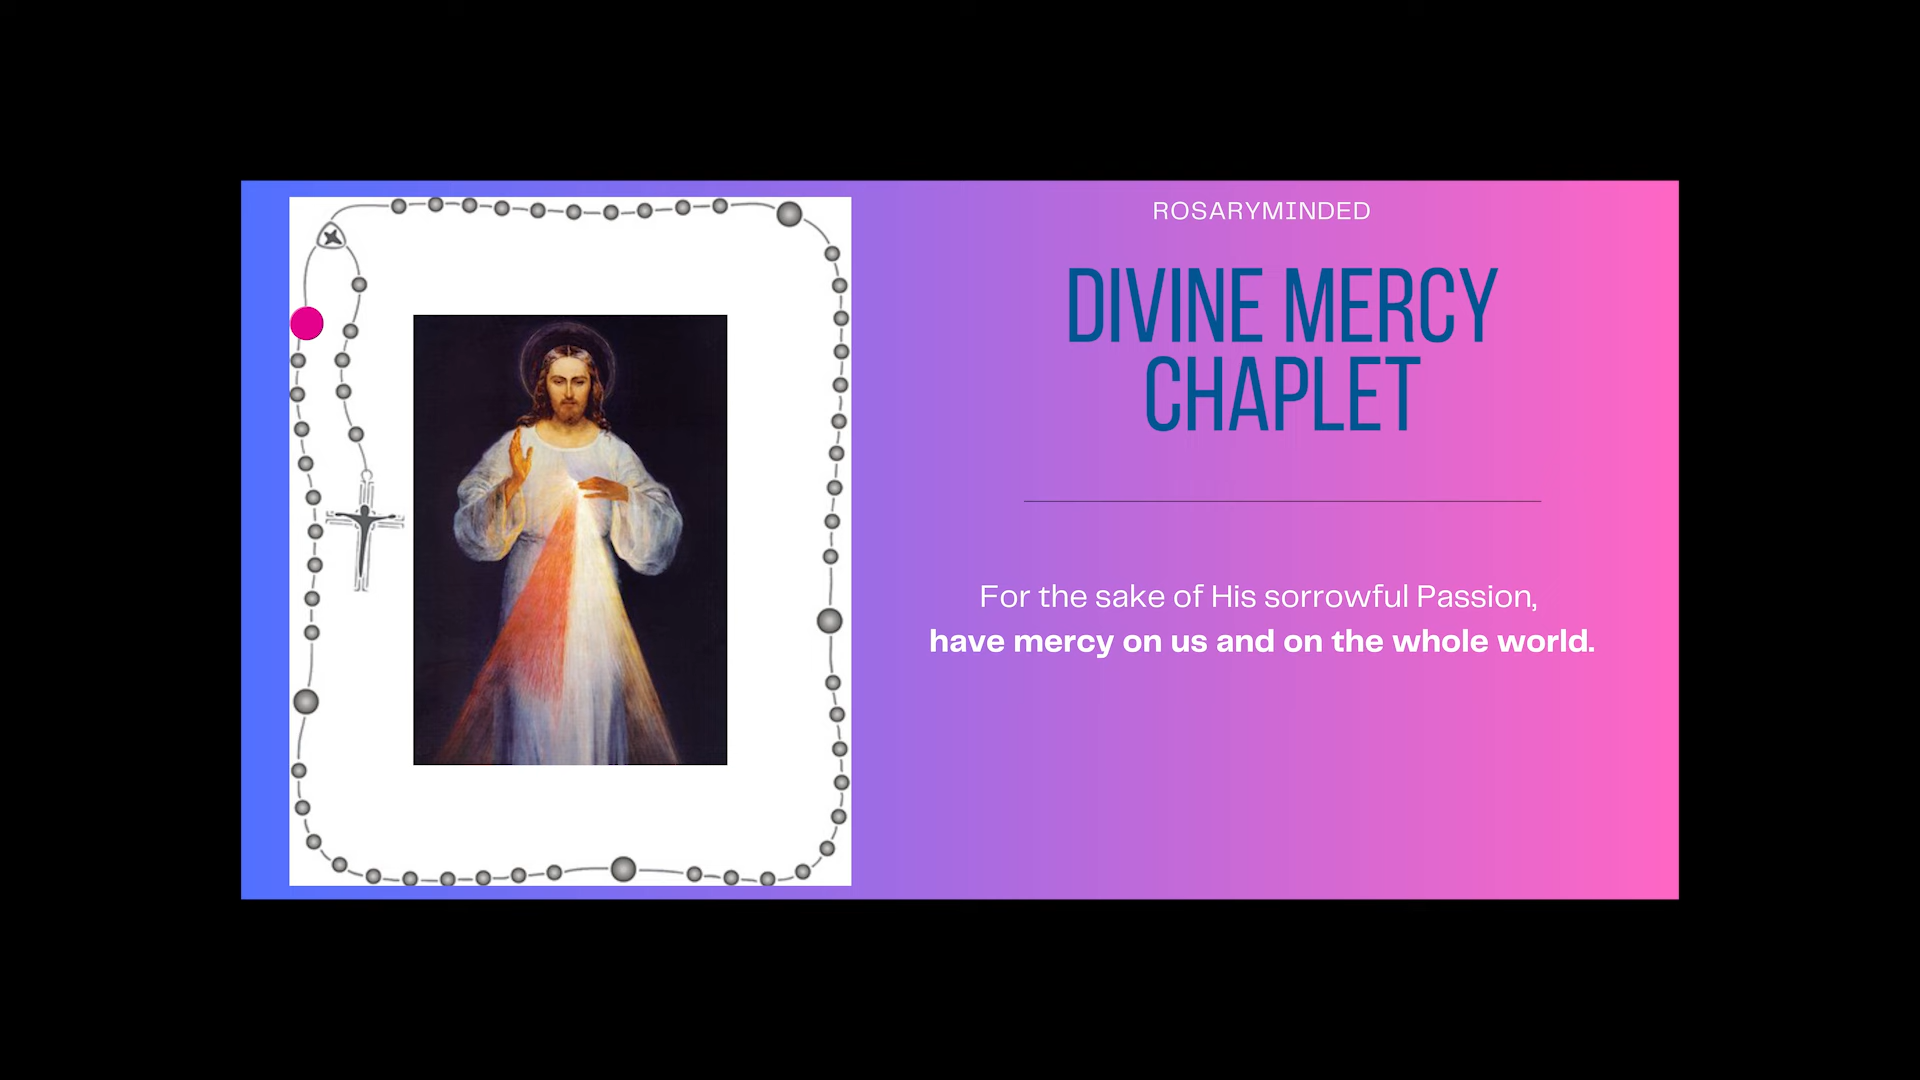 ROSARYMINDED
DIVINE MERCY
CHAPLET
For the sake of His sorrowful Passion,
have mercy on us and on the whole world.